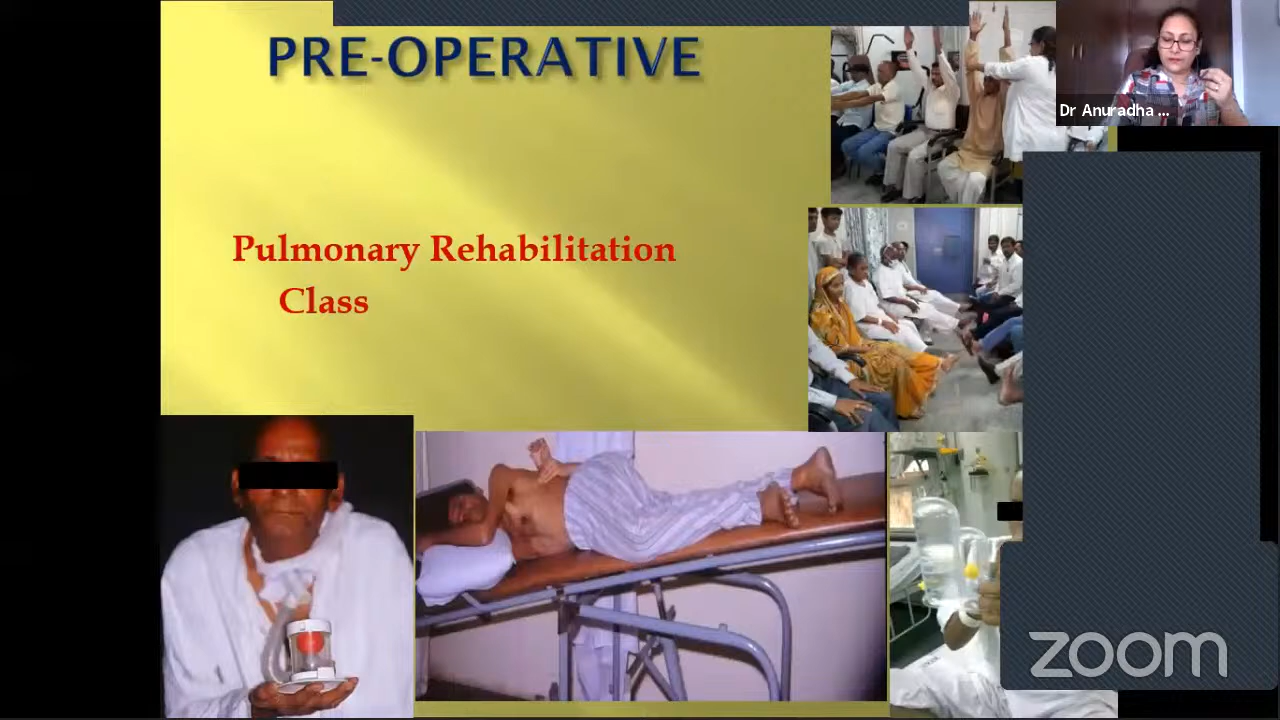 PRE-OPERATIVE
Dr Anuradha ...
Pulmonary Rehabilitation
Class
zoom